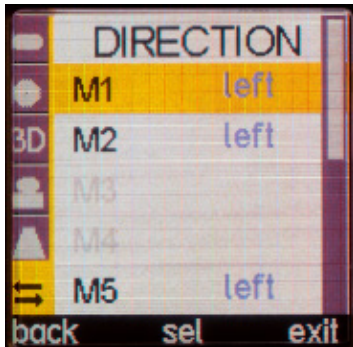 DIRECTION
M1 left
3D M2 left
M3
M4
M5 left
back sel exit